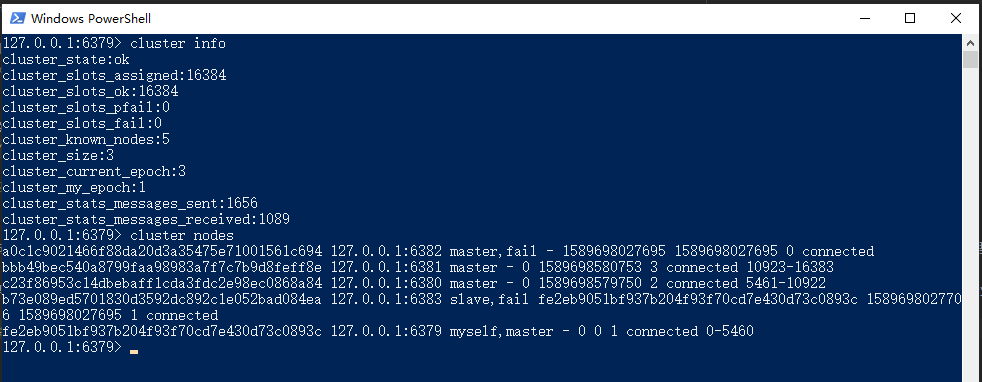 Windows PowerShell
127.0.0.1:6379> cluster info
cluster_state:ok
cluster_slots_assigned:16384
cluster_slots_ok:16384
cluster_slots_pfail:0
cluster_slots_fail:0
cluster_known_nodes:5
cluster_size:3
cluster_current_epoch:3
cluster_my_epoch:1
cluster_stats_messages_sent:1656
cluster_stats_messages_received:1089
127.0.0.1:6379> cluster nodes
a0c1c9021466f88da20d3a35475e71001561c694 127.0.0.1:6382 master,fail - 1589698027695 1589698027695 0 connected
bbb49bec540a8799faa98983a7f7c7b9d8feff8e 127.0.0.1:6381 master - 0 1589698580753 3 connected 10923-16383
c23f86953c14dbebaff1cda3fdc2e98ec0868a84 127.0.0.1:6380 master - 0 1589698579750 2 connected 5461-10922
b73e089ed5701830d3592dc892c1e052bad084ea 127.0.0.1:6383 slave,fail fe2eb9051bf937b204f93f70cd7e430d73c0893c 158969802770
6 1589698027695 1 connected
fe2eb9051bf937b204f93f70cd7e430d73c0893c 127.0.0.1:6379 myself,master - 0 0 1 connected 0-5460
127.0.0.1:6379>